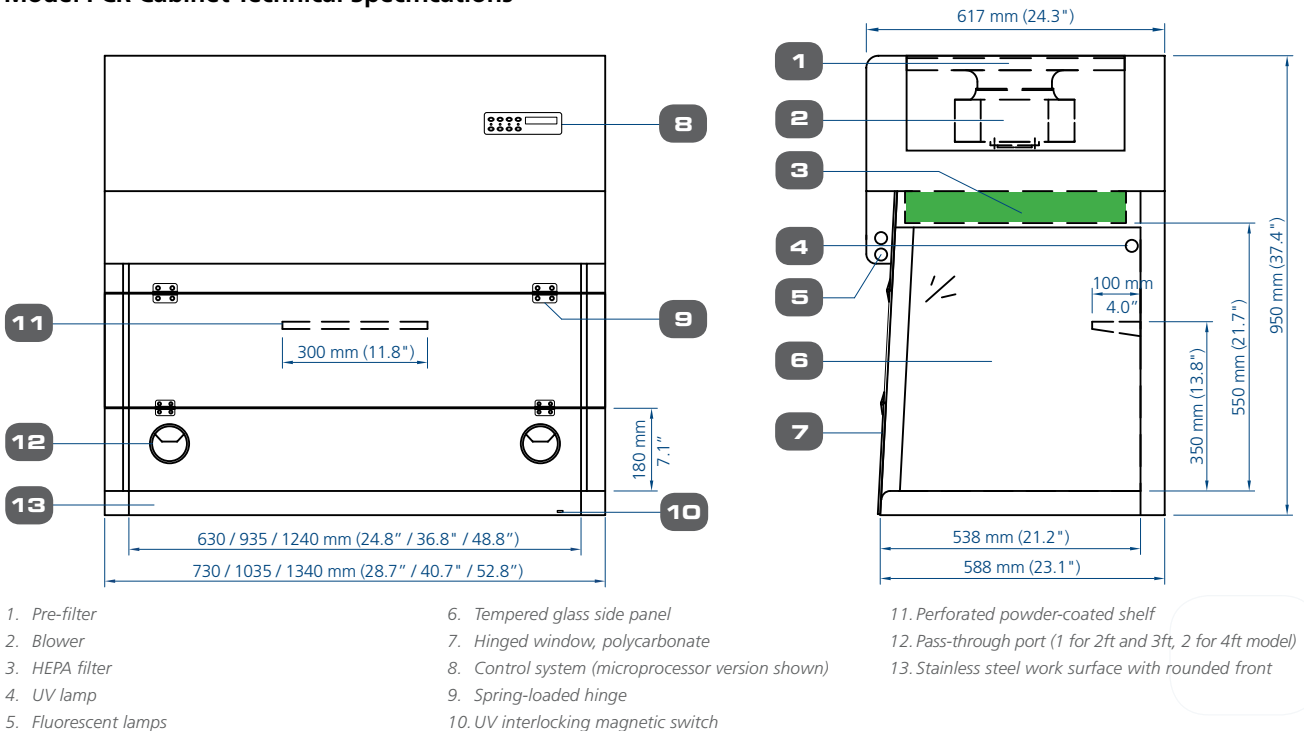 617 mm (24.3")
1
2
3
4
5
6
7
8
9
10
11
12
13
300 mm (11.8")
180 mm
7.1”
630 / 935 / 1240 mm (24.8” / 36.8" / 48.8”)
730 / 1035 / 1340 mm (28.7” / 40.7" / 52.8”)
100 mm
4.0”
350 mm (13.8")
550 mm (21.7")
950 mm (37.4")
538 mm (21.2")
588 mm (23.1")
1. Pre-filter
2. Blower
3. HEPA filter
4. UV lamp
5. Fluorescent lamps
6. Tempered glass side panel
7. Hinged window, polycarbonate
8. Control system (microprocessor version shown)
9. Spring-loaded hinge
10. UV interlocking magnetic switch
11. Perforated powder-coated shelf
12. Pass-through port (1 for 2ft and 3ft, 2 for 4ft model)
13. Stainless steel work surface with rounded front